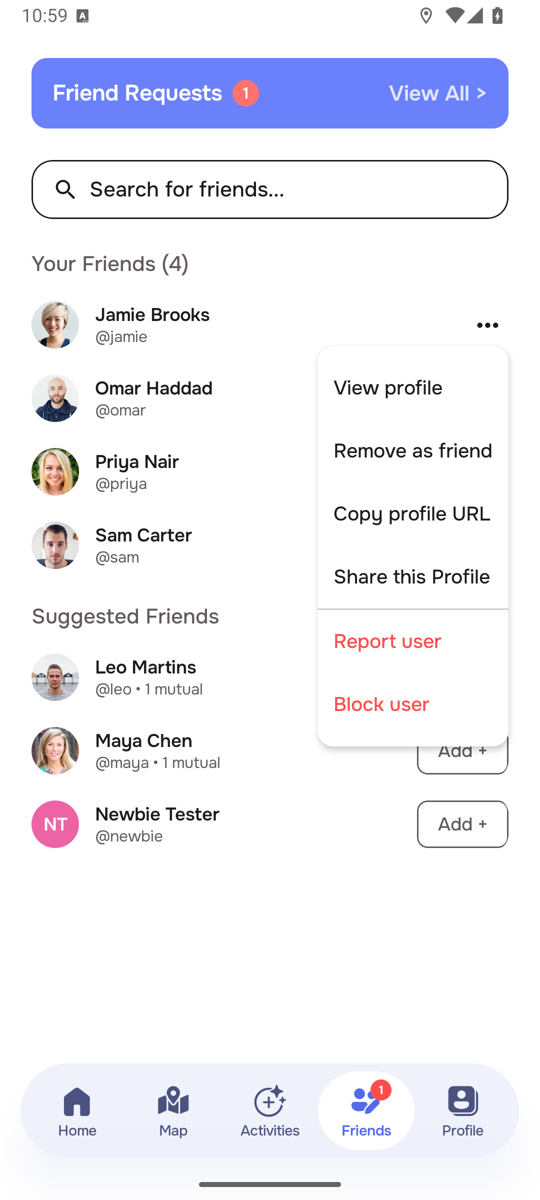 10:59 A
Friend Requests 1 View All >
Search for friends...
Your Friends (4)
Jamie Brooks
@jamie
Omar Haddad
@omar
Priya Nair
@priya
Sam Carter
@sam
View profile
Remove as friend
Copy profile URL
Share this Profile
Report user
Block user
Suggested Friends
Leo Martins
@leo • 1 mutual
Maya Chen
@maya • 1 mutual
Add +
NT
Newbie Tester
@newbie
Add +
1
Home Map Activities Friends Profile